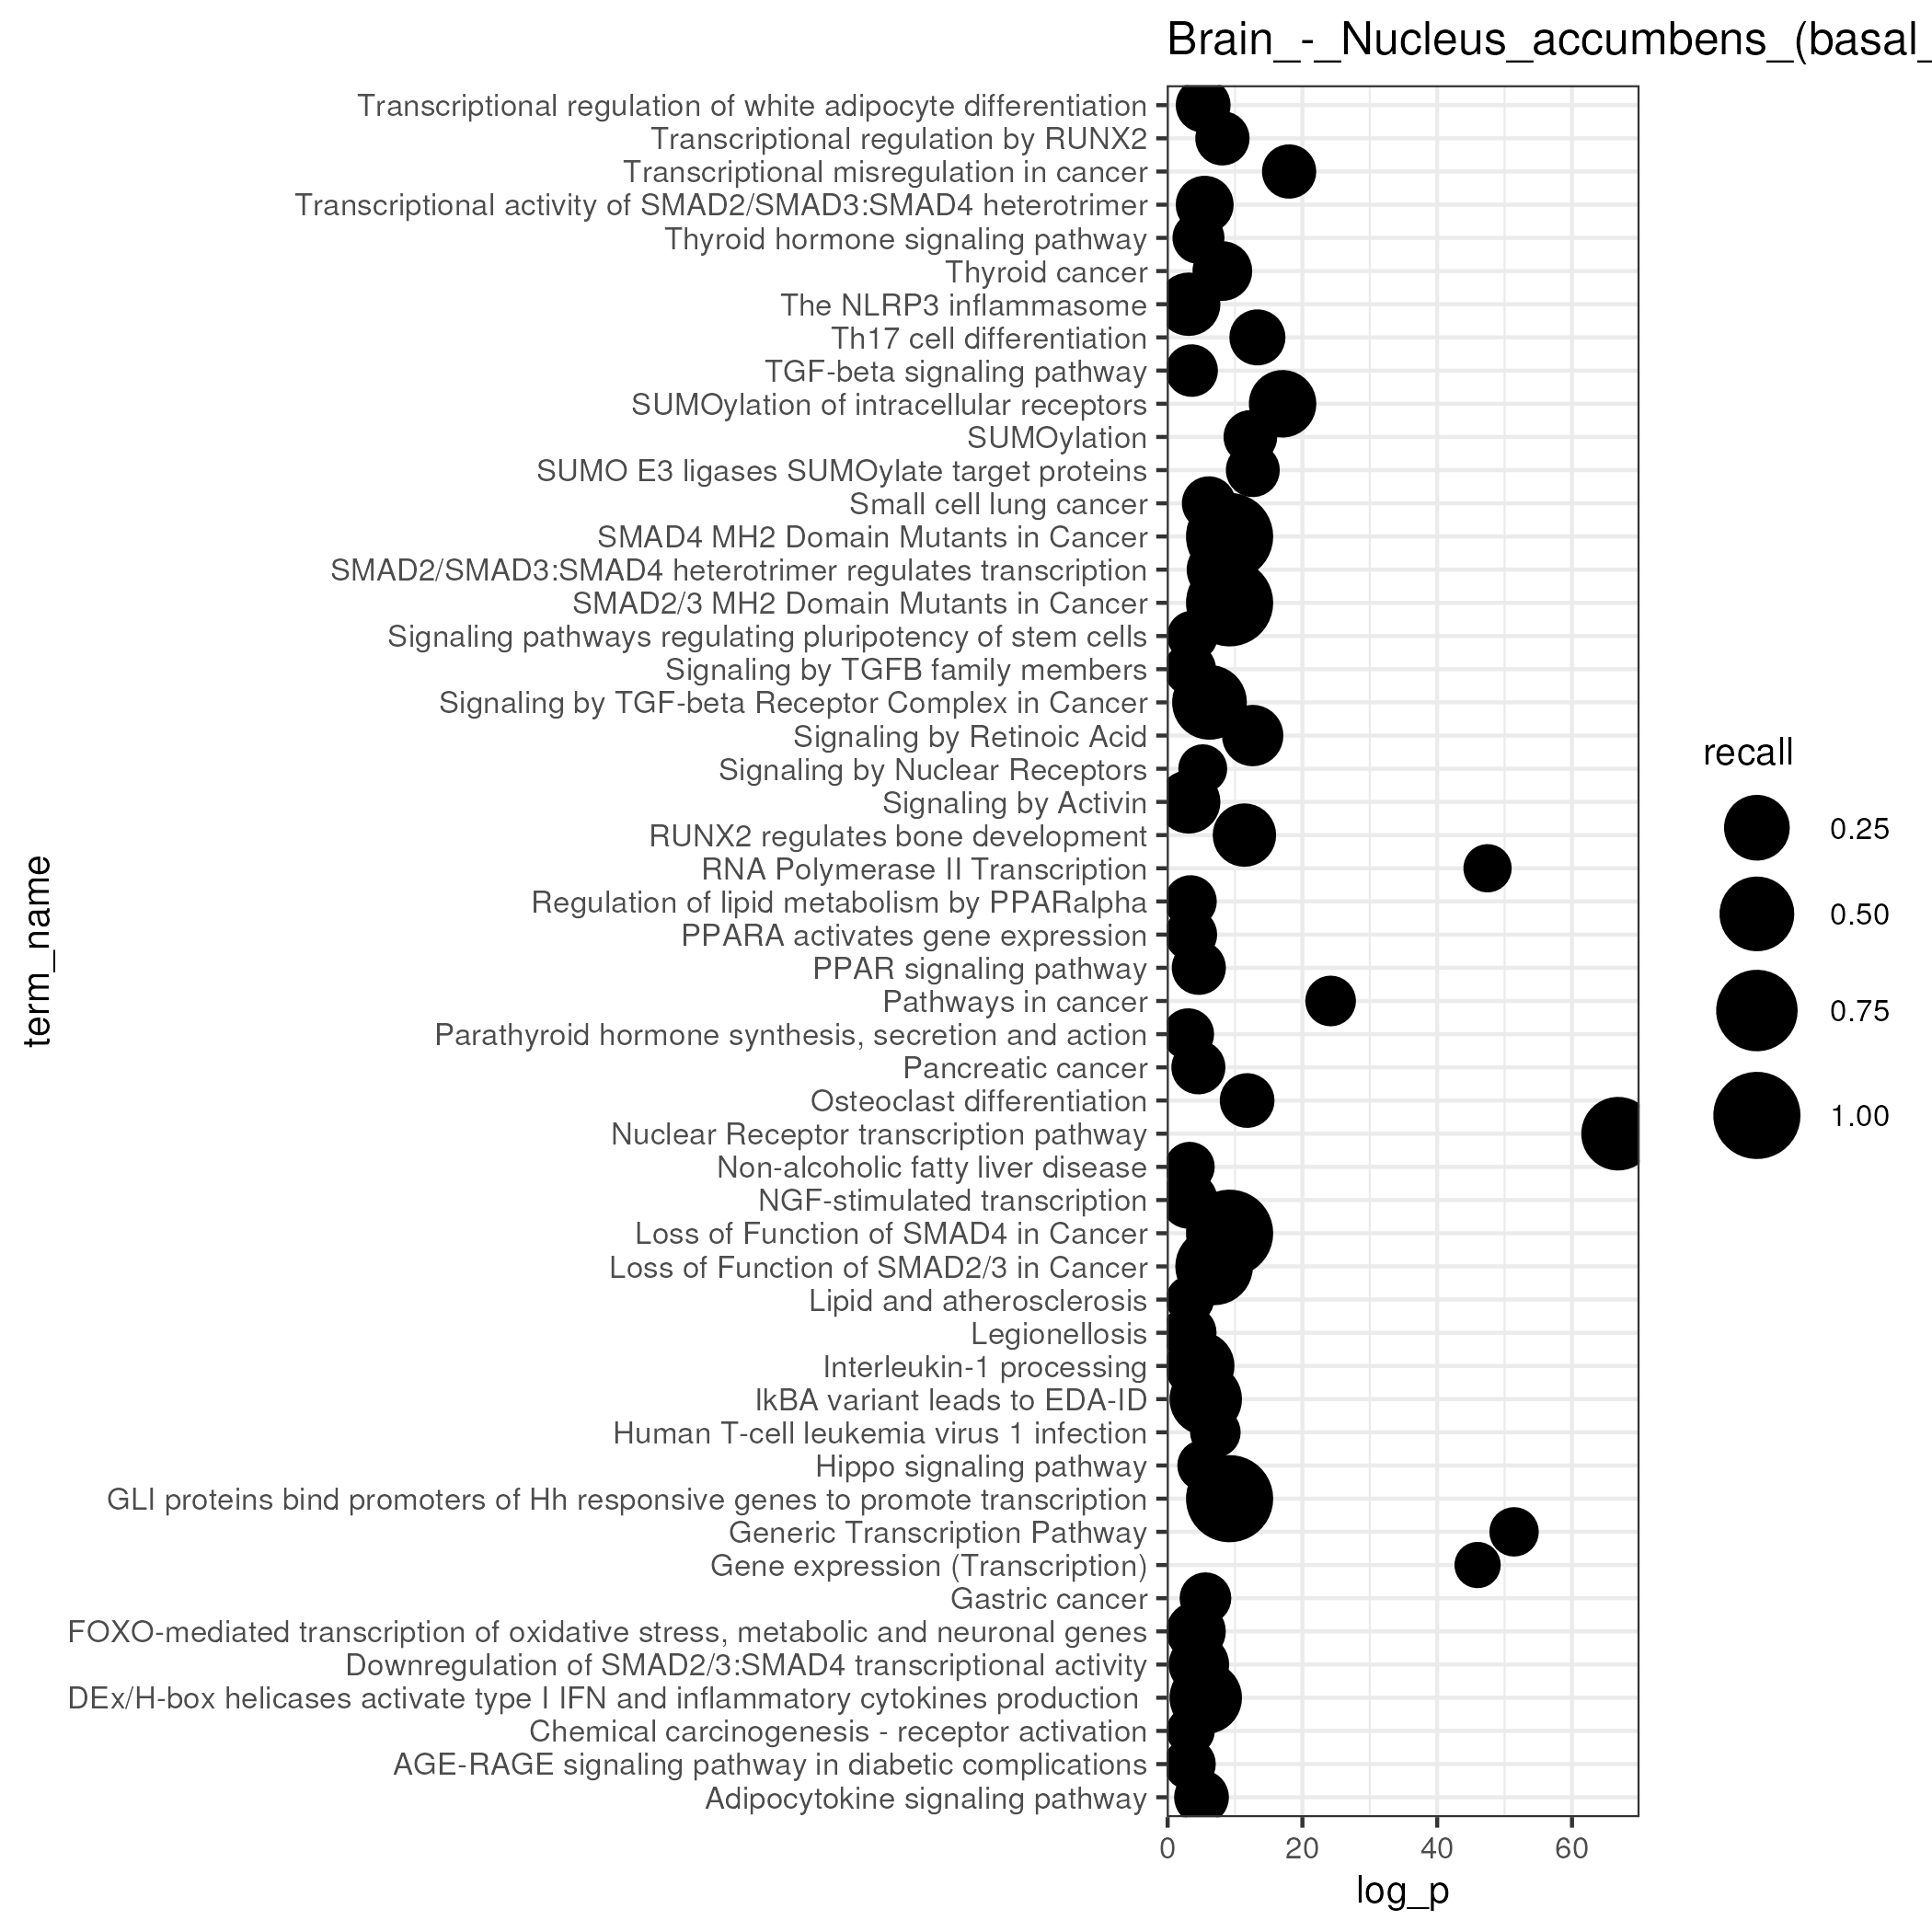 Brain_-_Nucleus_accumbens_(basal_
Transcriptional regulation of white adipocyte differentiation
Transcriptional regulation by RUNX2
Transcriptional misregulation in cancer
Transcriptional activity of SMAD2/SMAD3:SMAD4 heterotrimer
Thyroid hormone signaling pathway
Thyroid cancer
The NLRP3 inflammasome
Th17 cell differentiation
TGF-beta signaling pathway
SUMOylation of intracellular receptors
SUMOylation
SUMO E3 ligases SUMOylate target proteins
Small cell lung cancer
SMAD4 MH2 Domain Mutants in Cancer
SMAD2/SMAD3:SMAD4 heterotrimer regulates transcription
SMAD2/3 MH2 Domain Mutants in Cancer
Signaling pathways regulating pluripotency of stem cells
Signaling by TGFB family members
Signaling by TGF-beta Receptor Complex in Cancer
Signaling by Retinoic Acid
Signaling by Nuclear Receptors
Signaling by Activin
RUNX2 regulates bone development
RNA Polymerase II Transcription
Regulation of lipid metabolism by PPARalpha
PPARA activates gene expression
PPAR signaling pathway
Pathways in cancer
Parathyroid hormone synthesis, secretion and action
Pancreatic cancer
Osteoclast differentiation
Nuclear Receptor transcription pathway
Non-alcoholic fatty liver disease
NGF-stimulated transcription
Loss of Function of SMAD4 in Cancer
Loss of Function of SMAD2/3 in Cancer
Lipid and atherosclerosis
Legionellosis
Interleukin-1 processing
IkBA variant leads to EDA-ID
Human T-cell leukemia virus 1 infection
Hippo signaling pathway
GLI proteins bind promoters of Hh responsive genes to promote transcription
Generic Transcription Pathway
Gene expression (Transcription)
Gastric cancer
FOXO-mediated transcription of oxidative stress, metabolic and neuronal genes
Downregulation of SMAD2/3:SMAD4 transcriptional activity
DEx/H-box helicases activate type I IFN and inflammatory cytokines production
Chemical carcinogenesis - receptor activation
AGE-RAGE signaling pathway in diabetic complications
Adipocytokine signaling pathway
term_name
0 20 40 60
log_p
recall
0.25
0.50
0.75
1.00